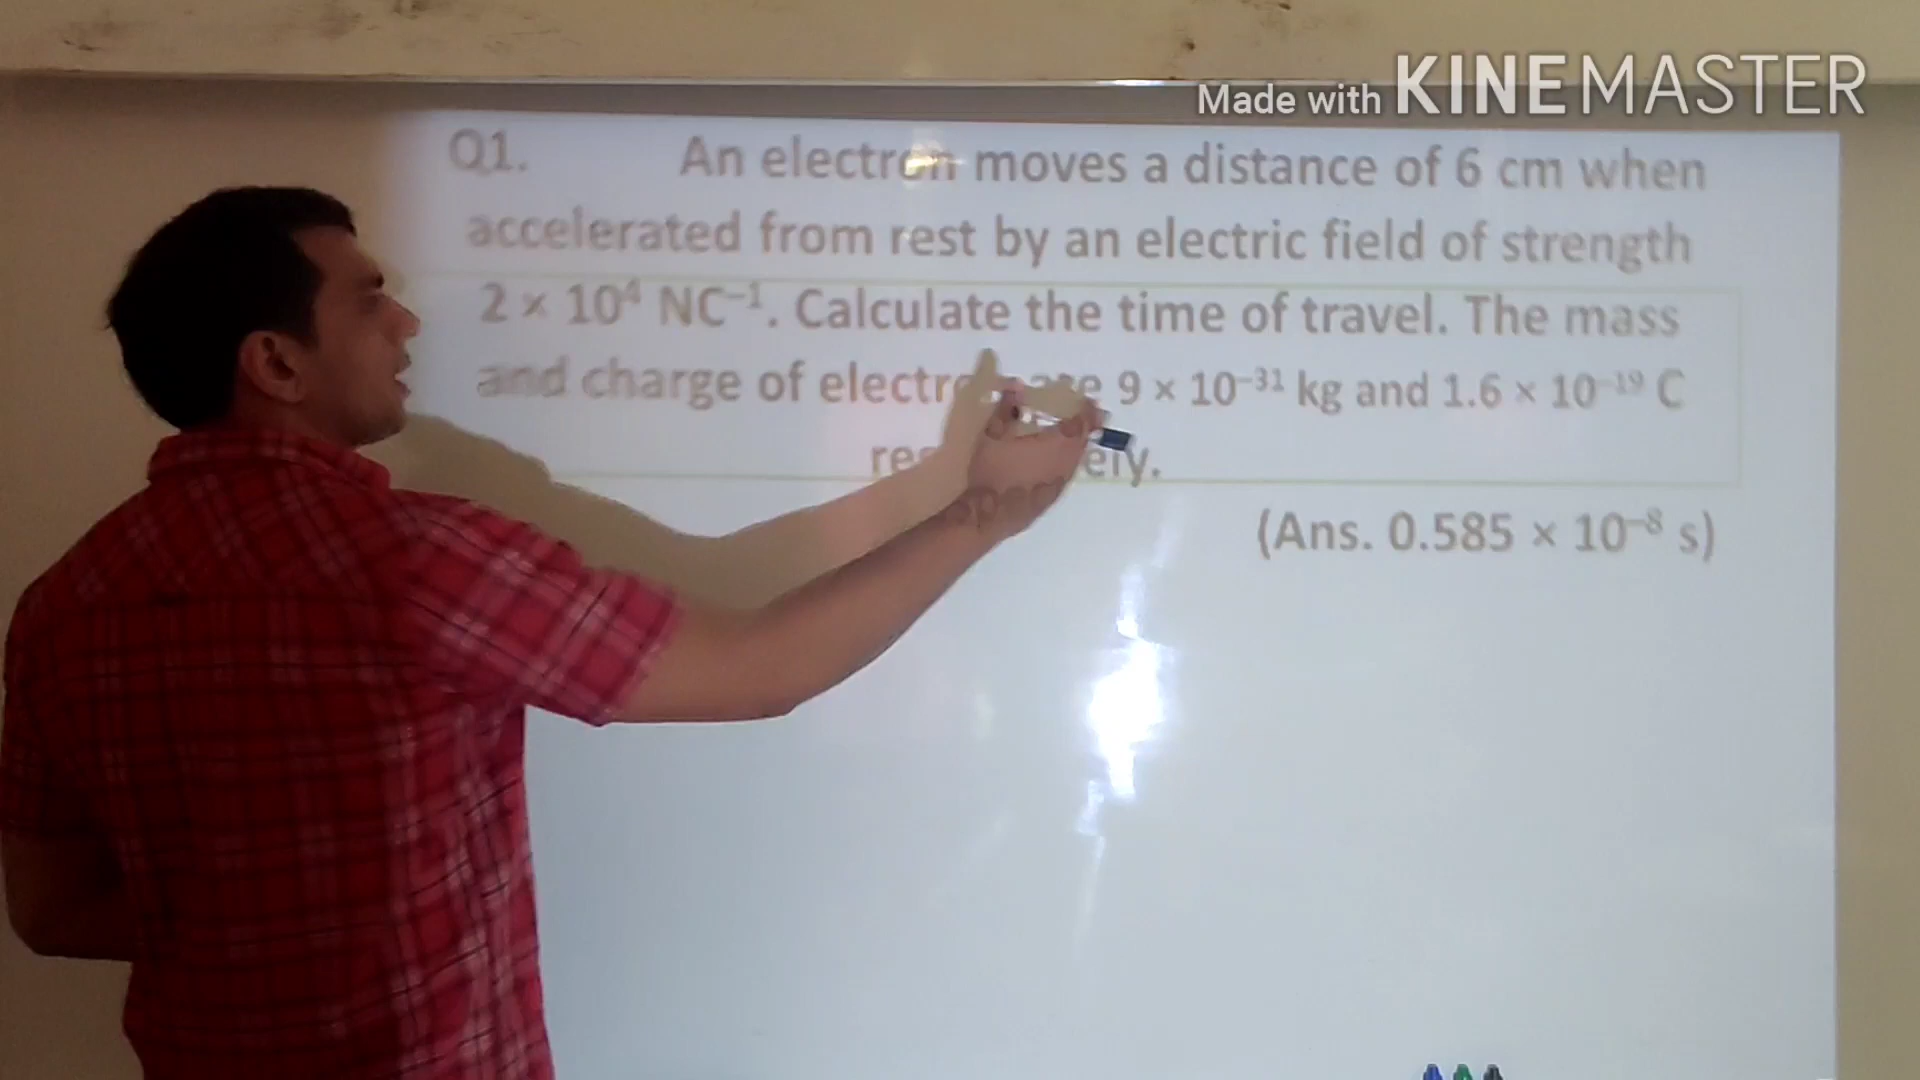 Made with KINEMASTER
Q1. An electron moves a distance of 6 cm when
accelerated from rest by an electric field of strength
2 × 10⁴ NC⁻¹. Calculate the time of travel. The mass
and charge of 9 × 10⁻³¹ kg and 1.6 × 10⁻¹⁹ C
(Ans. 0.585 × 10⁻⁸ s)